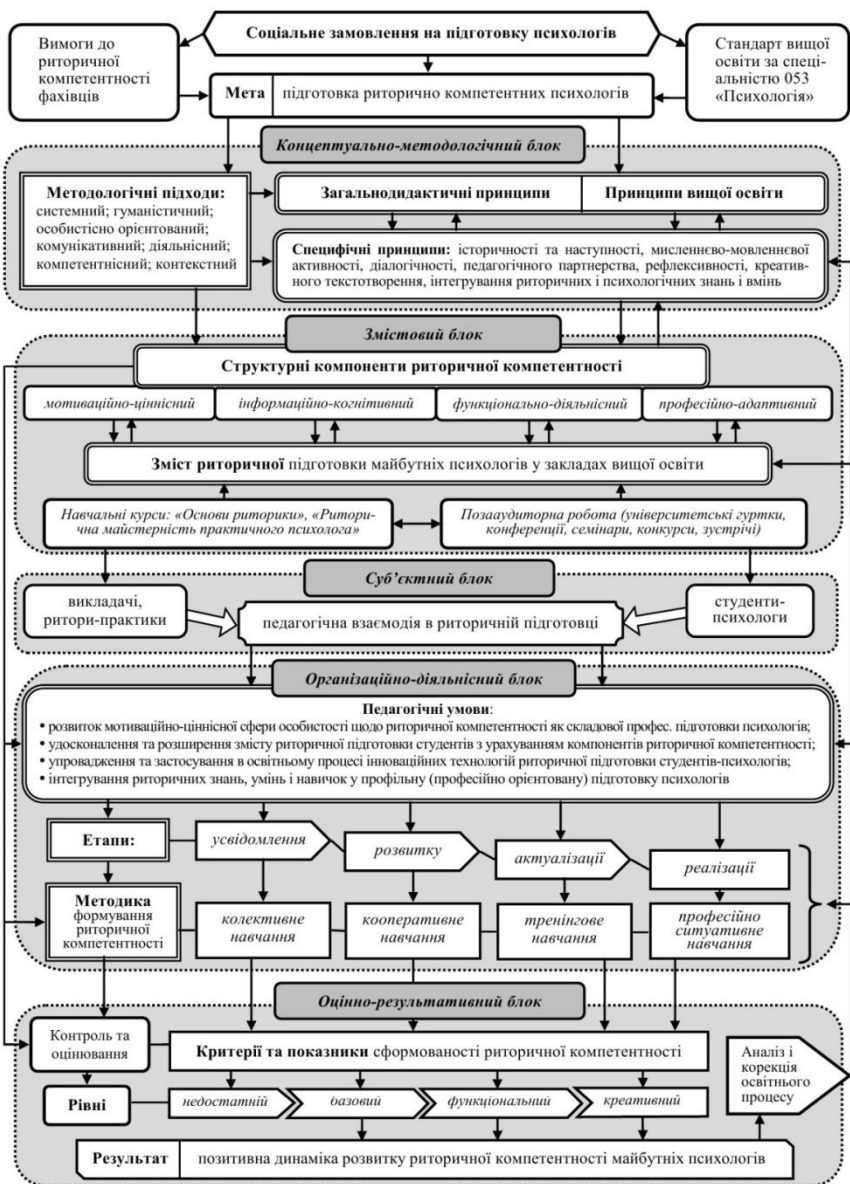 Соціальне замовлення на підготовку психологів
Вимоги до
риторичної
компетентності
фахівців
Стандарт вищої
освіти за спеці-
альністю 053
«Психологія»
Мета
підготовка риторично компетентних психологів
Концептуально-методологічний блок
Методологічні підходи:
системний; гуманістичний;
особистісно орієнтований;
комунікативний; діяльнісний;
компетентнісний; контекстний
Загальнодидактичні принципи
Принципи вищої освіти
Специфічні принципи: історичності та наступності, мисленнєво-мовленнєвої
активності, діалогічності, педагогічного партнерства, рефлексивності, креатив-
ного текстотворення, інтегрування риторичних і психологічних знань і вмінь
Змістовий блок
Структурні компоненти риторичної компетентності
мотиваційно-ціннісний
інформаційно-когнітивний
функціонально-діяльнісний
професійно-адаптивний
Зміст риторичної підготовки майбутніх психологів у закладах вищої освіти
Навчальні курси: «Основи риторики», «Ритори-
чна майстерність практичного психолога»
Позааудиторна робота (університетські гуртки,
конференції, семінари, конкурси, зустрічі)
Суб’єктний блок
викладачі,
ритори-практики
педагогічна взаємодія в риторичній підготовці
студенти-
психологи
Організаційно-діяльнісний блок
Педагогічні умови:
• розвиток мотиваційно-ціннісної сфери особистості щодо риторичної компетентності як складової профес. підготовки психологів;
• удосконалення та розширення змісту риторичної підготовки студентів з урахуванням компонентів риторичної компетентності;
• упровадження та застосування в освітньому процесі інноваційних технологій риторичної підготовки студентів-психологів;
• інтегрування риторичних знань, умінь і навичок у профільну (професійно орієнтовану) підготовку психологів
Етапи:
усвідомлення
розвитку
актуалізації
реалізації
Методика
формування
риторичної
компетентності
колективне
навчання
кооперативне
навчання
тренінгове
навчання
професійно
ситуативне
навчання
Оцінно-результативний блок
Контроль та
оцінювання
Критерії та показники сформованості риторичної компетентності
Аналіз і
корекція
освітнього
процесу
Рівні
недостатній
базовий
функціональний
креативний
Результат
позитивна динаміка розвитку риторичної компетентності майбутніх психологів